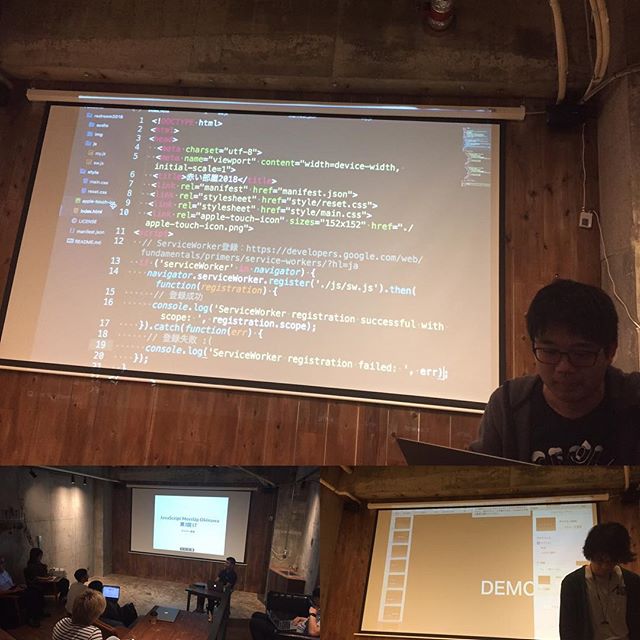 redroom2018
audio
img
js
my.js
sw.js
style
main.css
reset.css
apple-touch-ic
index.html
LICENSE
manifest.json
README.md
1 <!DOCTYPE html>
2 <html>
3 <head>
4 <meta charset="utf-8">
5 <meta name="viewport" content="width=device-width,
initial-scale=1">
6 <title>赤い部屋2018</title>
7 <link rel="manifest" href="manifest.json">
8 <link rel="stylesheet" href="style/reset.css">
9 <link rel="stylesheet" href="style/main.css">
10 <link rel="apple-touch-icon" sizes="152x152" href="./
apple-touch-icon.png">
11 <script>
12 // ServiceWorker登録：https://developers.google.com/web/
fundamentals/primers/service-workers/?hl=ja
13 if ('serviceWorker' in navigator) {
14 navigator.serviceWorker.register('./js/sw.js').then(
function(registration) {
15 // 登録成功
16 console.log('ServiceWorker registration successful with
scope: ', registration.scope);
17 }).catch(function(err) {
18 // 登録失敗 :(
19 console.log('ServiceWorker registration failed: ', err);
20 });
JavaScript MeetUp Okinawa
DEMO